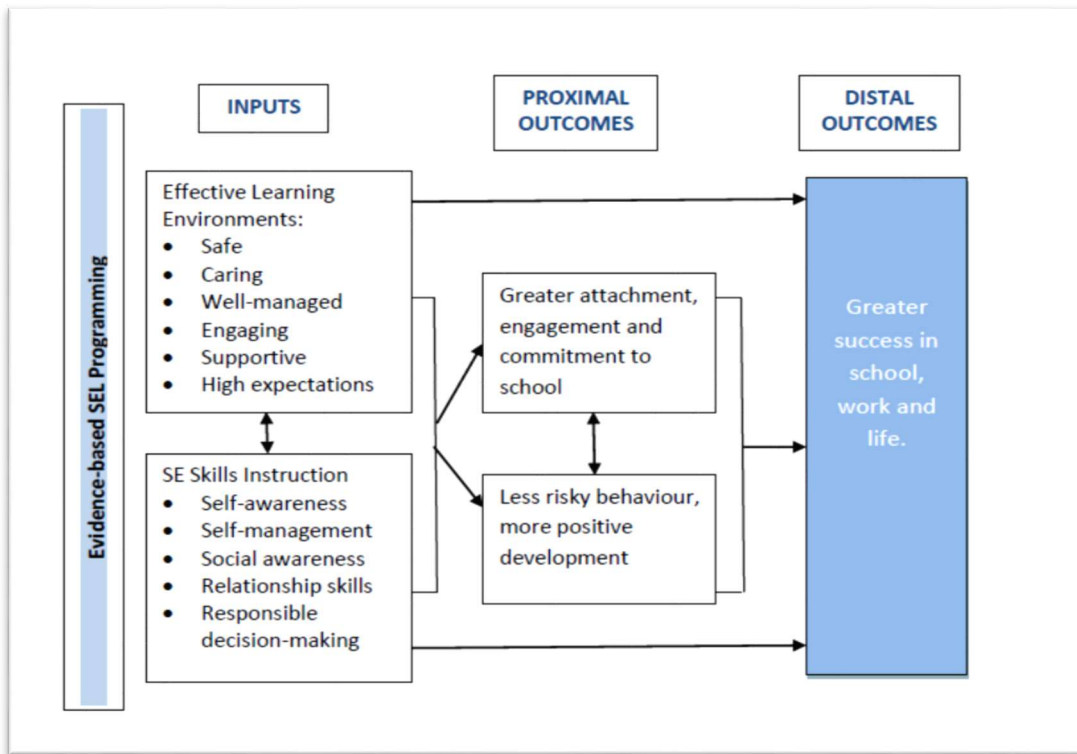 Evidence-based SEL Programming
INPUTS
Effective Learning
Environments:
• Safe
• Caring
• Well-managed
• Engaging
• Supportive
• High expectations
SE Skills Instruction
• Self-awareness
• Self-management
• Social awareness
• Relationship skills
• Responsible
decision-making
PROXIMAL
OUTCOMES
Greater attachment,
engagement and
commitment to
school
Less risky behaviour,
more positive
development
DISTAL
OUTCOMES
Greater
success in
school,
work and
life.